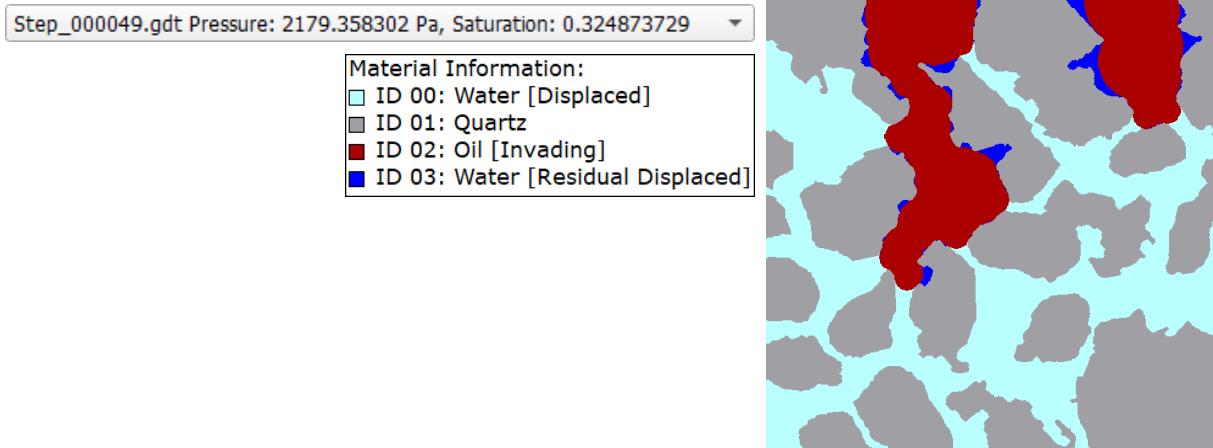 Step_000049.gdt Pressure: 2179.358302 Pa, Saturation: 0.324873729
Material Information:
ID 00: Water [Displaced]
ID 01: Quartz
ID 02: Oil [Invading]
ID 03: Water [Residual Displaced]